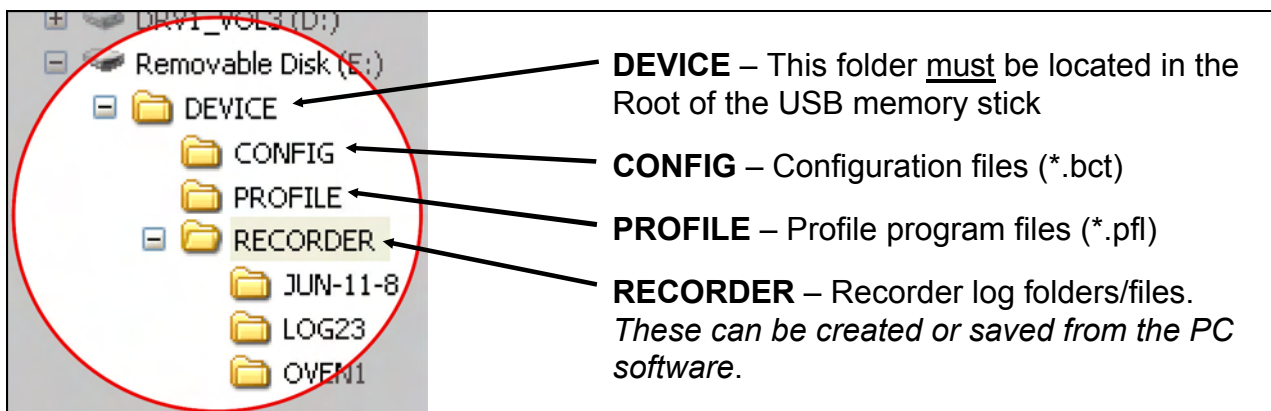 DRV1_VOL3 (D:)
Removable Disk (E:)
DEVICE
CONFIG
PROFILE
RECORDER
JUN-11-8
LOG23
OVEN1
DEVICE – This folder must be located in the
Root of the USB memory stick
CONFIG – Configuration files (*.bct)
PROFILE – Profile program files (*.pfl)
RECORDER – Recorder log folders/files.
These can be created or saved from the PC
software.